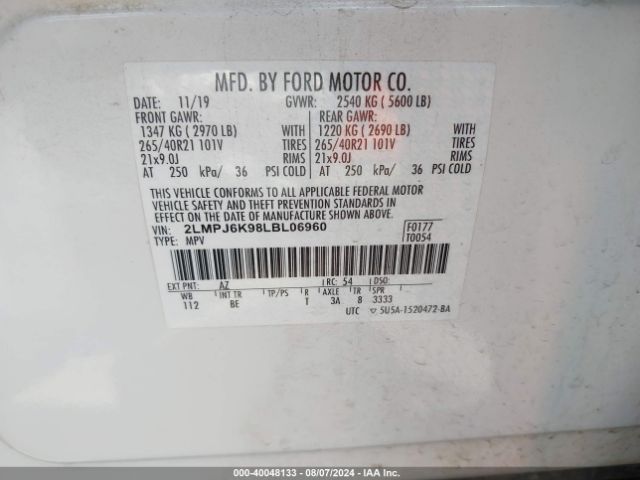 MFD. BY FORD MOTOR CO.
DATE: 11/19 GVWR: 2540 KG ( 5600 LB)
FRONT GAWR: REAR GAWR:
1347 KG ( 2970 LB) WITH 1220 KG ( 2690 LB) WITH
265/40R21 101V TIRES 265/40R21 101V TIRES
21x9.0J RIMS 21x9.0J RIMS
AT 250 kPa/ 36 PSI COLD AT 250 kPa/ 36 PSI COLD
THIS VEHICLE CONFORMS TO ALL APPLICABLE FEDERAL MOTOR
VEHICLE SAFETY AND THEFT PREVENTION STANDARDS IN
EFFECT ON THE DATE OF MANUFACTURE SHOWN ABOVE.
VIN: 2LMPJ6K98LBL06960 F0177
TYPE: MPV T0054
EXT PNT: AZ RC: 54 DSO:
WB INT TR TP/PS R AXLE TR SPR
112 BE T 3A 8 3333
UTC ▽ 5U5A-1520472-BA
000-40048133 - 08/07/2024 - IAA Inc.